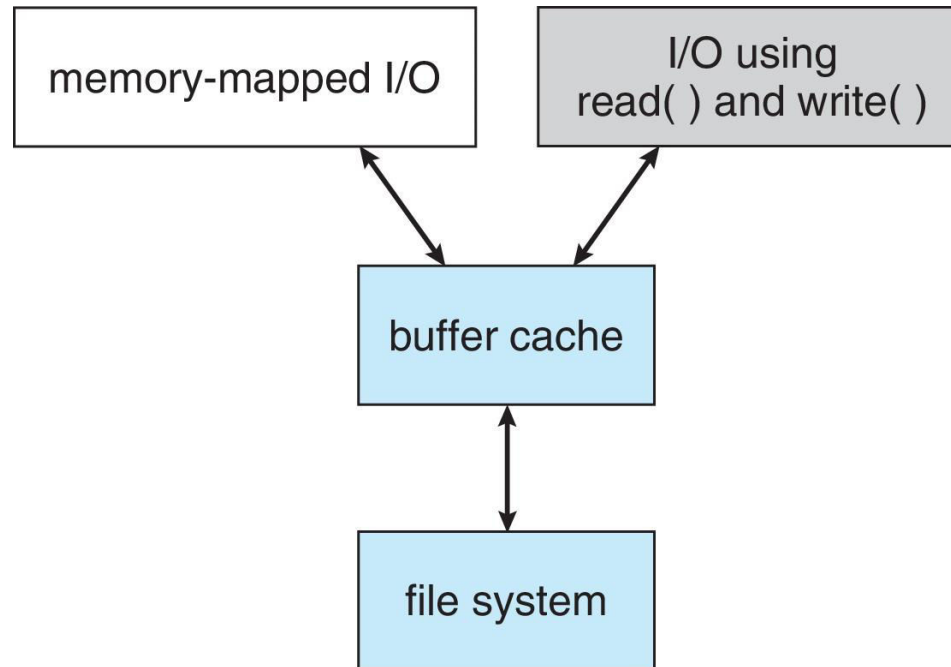 memory-mapped I/O
I/O using
read( ) and write( )
buffer cache
file system